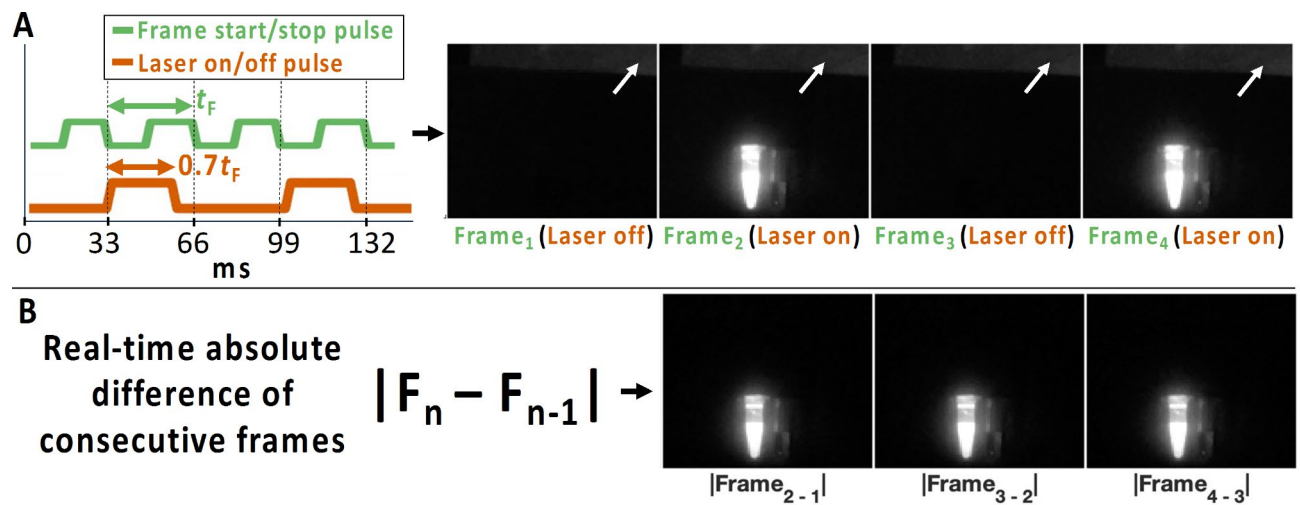 A
Frame start/stop pulse
Laser on/off pulse
tF
0.7tF
0 33 66 99 132
ms
Frame1 (Laser off) Frame2 (Laser on) Frame3 (Laser off) Frame4 (Laser on)
B
Real-time absolute
difference of
consecutive frames
|Fn – Fn-1|
|Frame2 - 1| |Frame3 - 2| |Frame4 - 3|